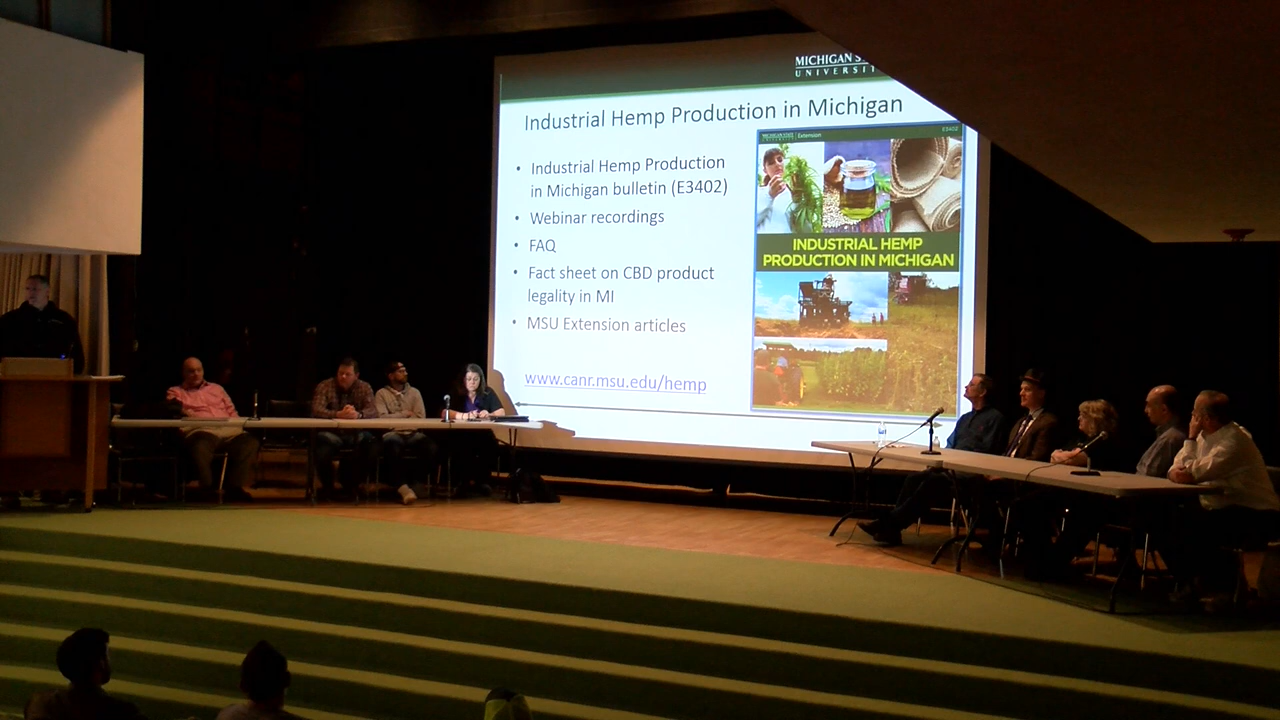 MICHIGAN
UNIVERSIT
Industrial Hemp Production in Michigan
• Industrial Hemp Production
in Michigan bulletin (E3402)
• Webinar recordings
• FAQ
• Fact sheet on CBD product
legality in MI
• MSU Extension articles
www.canr.msu.edu/hemp
Extension
E3402
INDUSTRIAL HEMP
PRODUCTION IN MICHIGAN